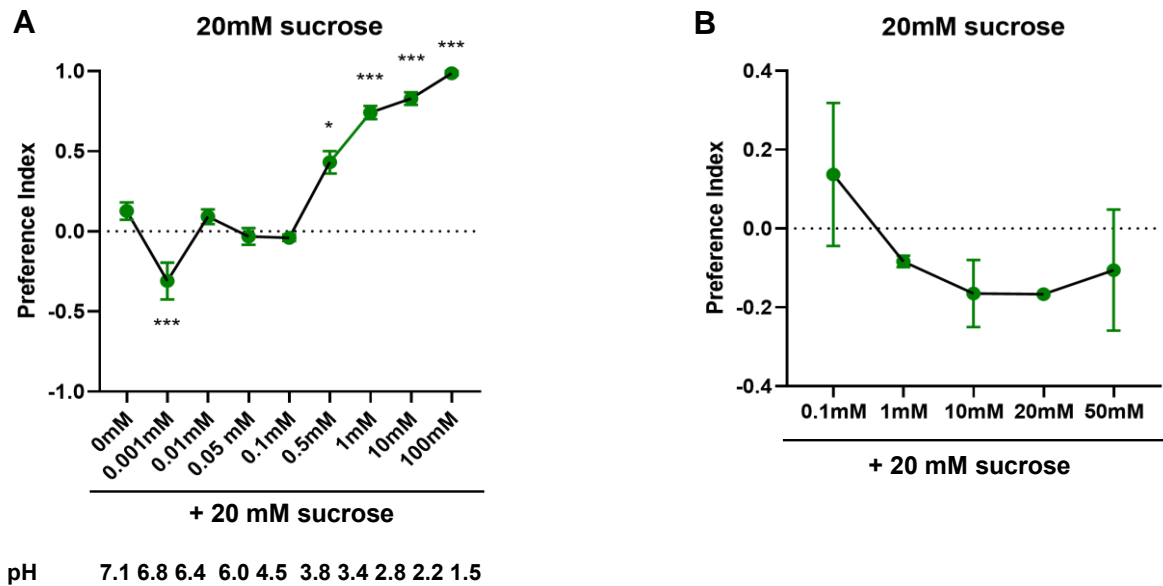 A
20mM sucrose
Preference Index
1.0
0.5
0.0
-0.5
-1.0
***
*
***
***
***
0mM
0.001mM
0.01mM
0.05 mM
0.1mM
0.5mM
1mM
10mM
100mM
+ 20 mM sucrose
pH 7.1 6.8 6.4 6.0 4.5 3.8 3.4 2.8 2.2 1.5
B
20mM sucrose
Preference Index
0.4
0.2
0.0
-0.2
-0.4
0.1mM 1mM 10mM 20mM 50mM
+ 20 mM sucrose